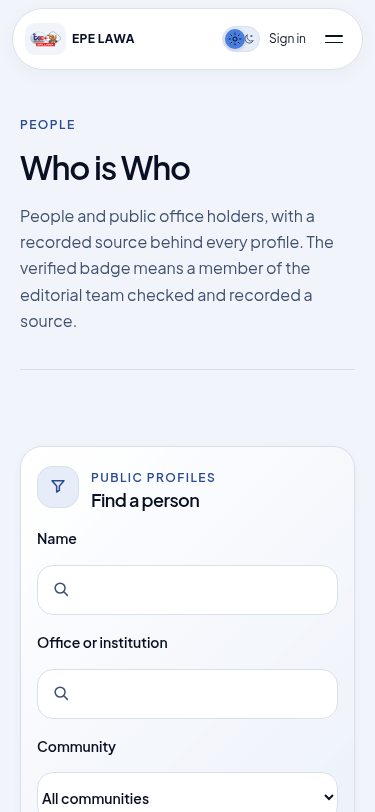 EPE LAWA
Sign in
PEOPLE
Who is Who
People and public office holders, with a
recorded source behind every profile. The
verified badge means a member of the
editorial team checked and recorded a
source.
PUBLIC PROFILES
Find a person
Name
Office or institution
Community
All communities